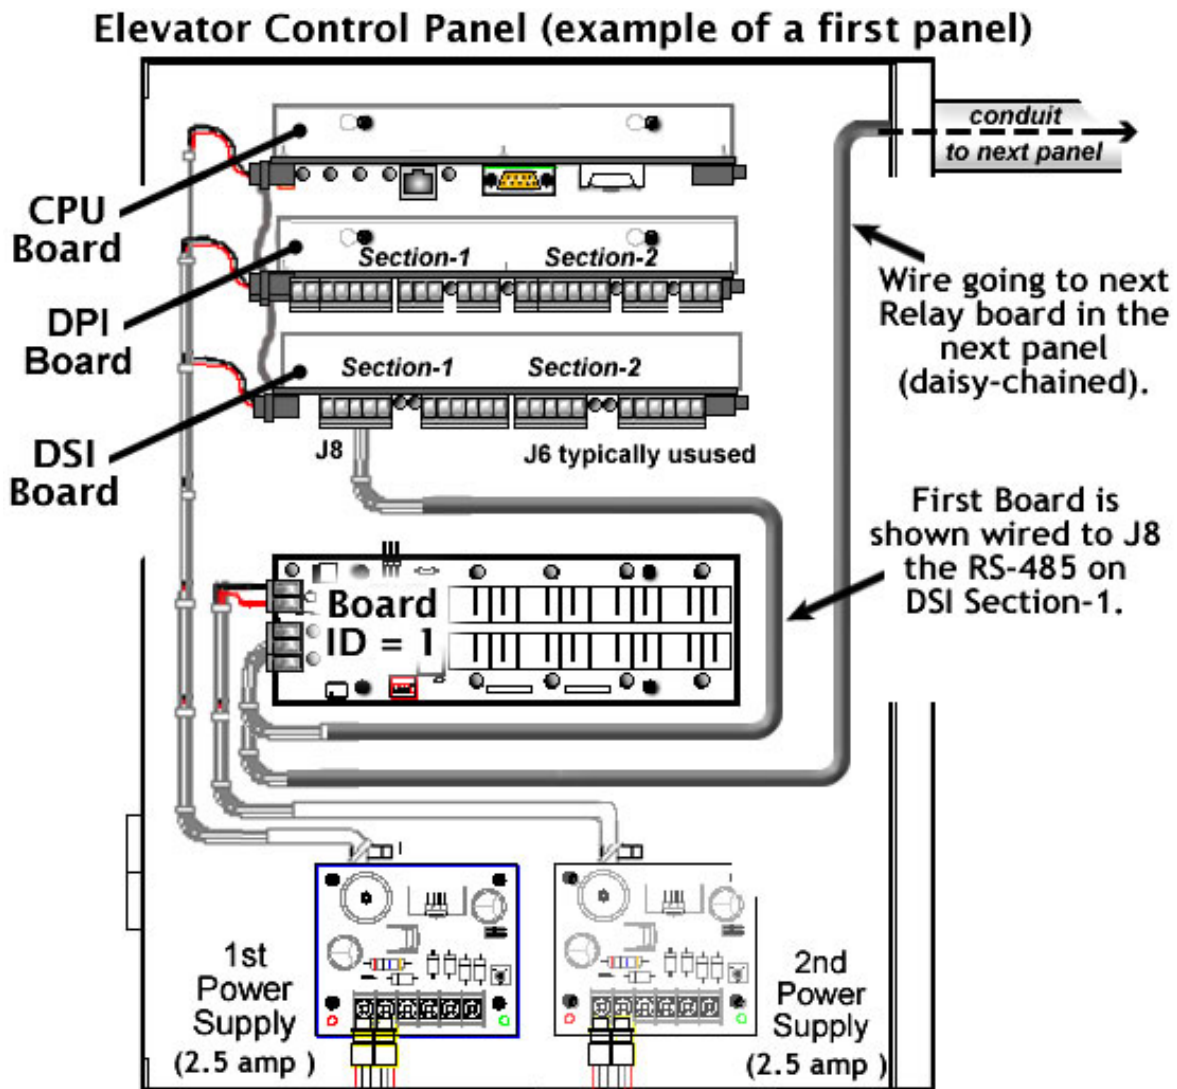 Elevator Control Panel (example of a first panel)
conduit
to next panel
CPU
Board
Section-1
Section-2
DPI
Board
Wire going to next
Relay board in the
next panel
(daisy-chained).
Section-1
Section-2
DSI
Board
J8
J6 typically usused
First Board is
shown wired to J8
the RS-485 on
DSI Section-1.
Board
ID = 1
1st
Power
Supply
(2.5 amp )
2nd
Power
Supply
(2.5 amp )